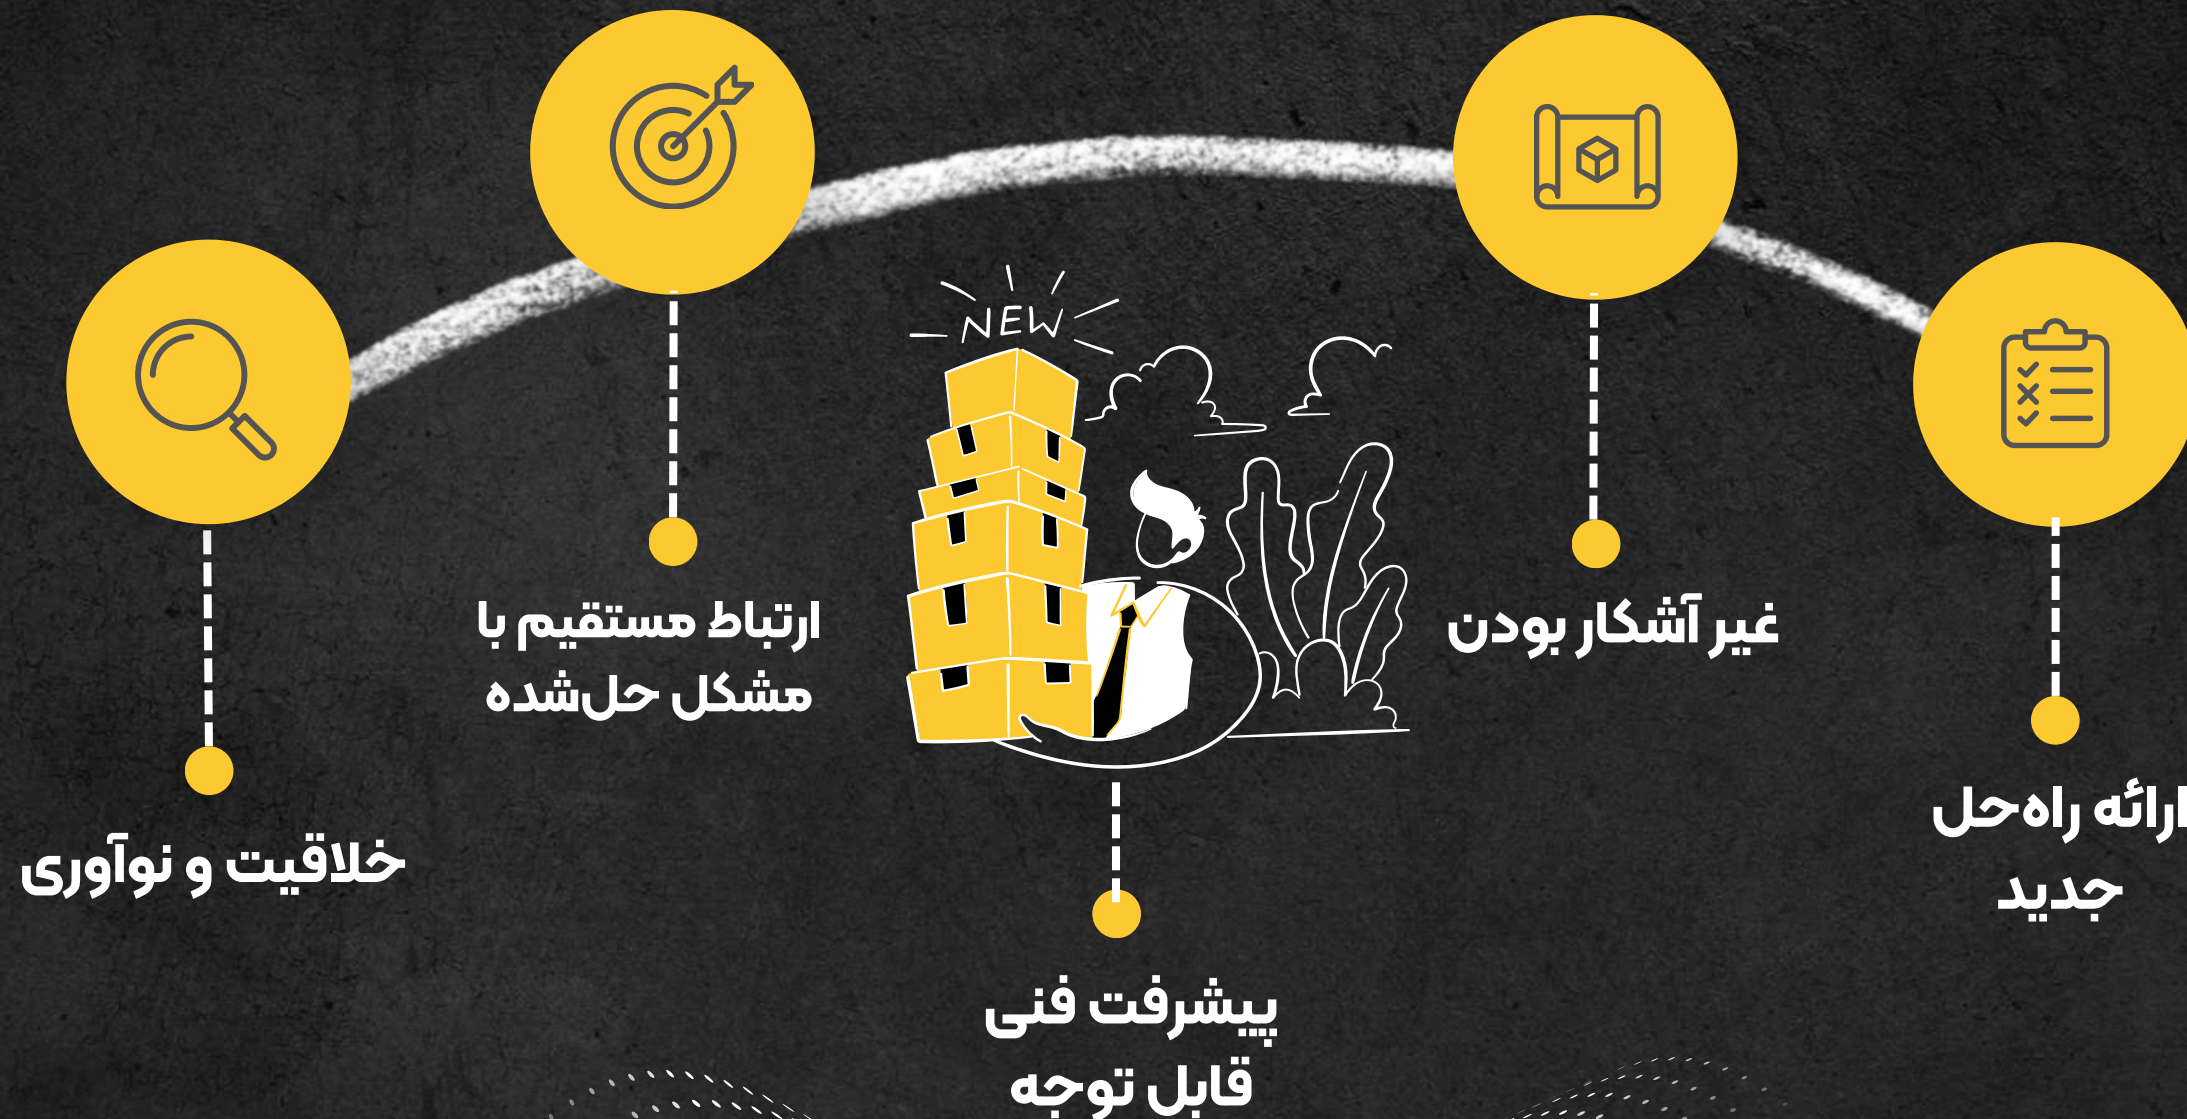 NEW
ارائه راه‌حل
جدید
غیر آشکار بودن
پیشرفت فنی
قابل توجه
ارتباط مستقیم با
مشکل حل‌شده
خلاقیت و نوآوری